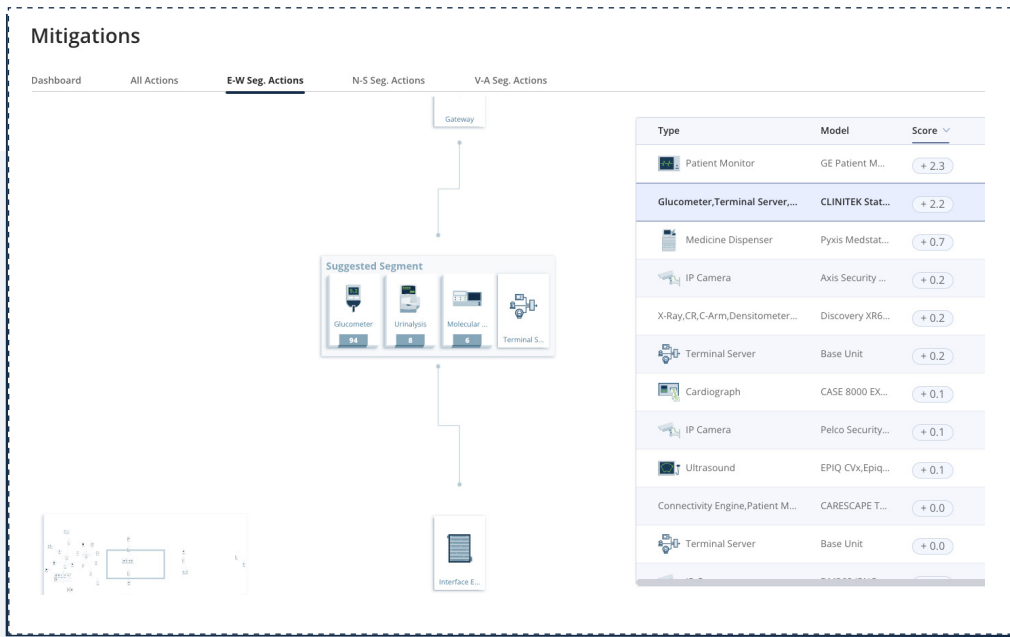 Mitigations
Dashboard All Actions E-W Seg. Actions N-S Seg. Actions V-A Seg. Actions
Gateway
Suggested Segment
Glucometer Urinalysis Molecular ... Terminal S...
94 8 6
Interface E...
Type Model Score
Patient Monitor GE Patient M... + 2.3
Glucometer,Terminal Server,... CLINITEK Stat... + 2.2
Medicine Dispenser Pyxis Medstat... + 0.7
IP Camera Axis Security ... + 0.2
X-Ray,CR,C-Arm,Densitometer... Discovery XR6... + 0.2
Terminal Server Base Unit + 0.2
Cardiograph CASE 8000 EX... + 0.1
IP Camera Pelco Security... + 0.1
Ultrasound EPIQ CVx,Epiq... + 0.1
Connectivity Engine,Patient M... CARESCAPE T... + 0.0
Terminal Server Base Unit + 0.0